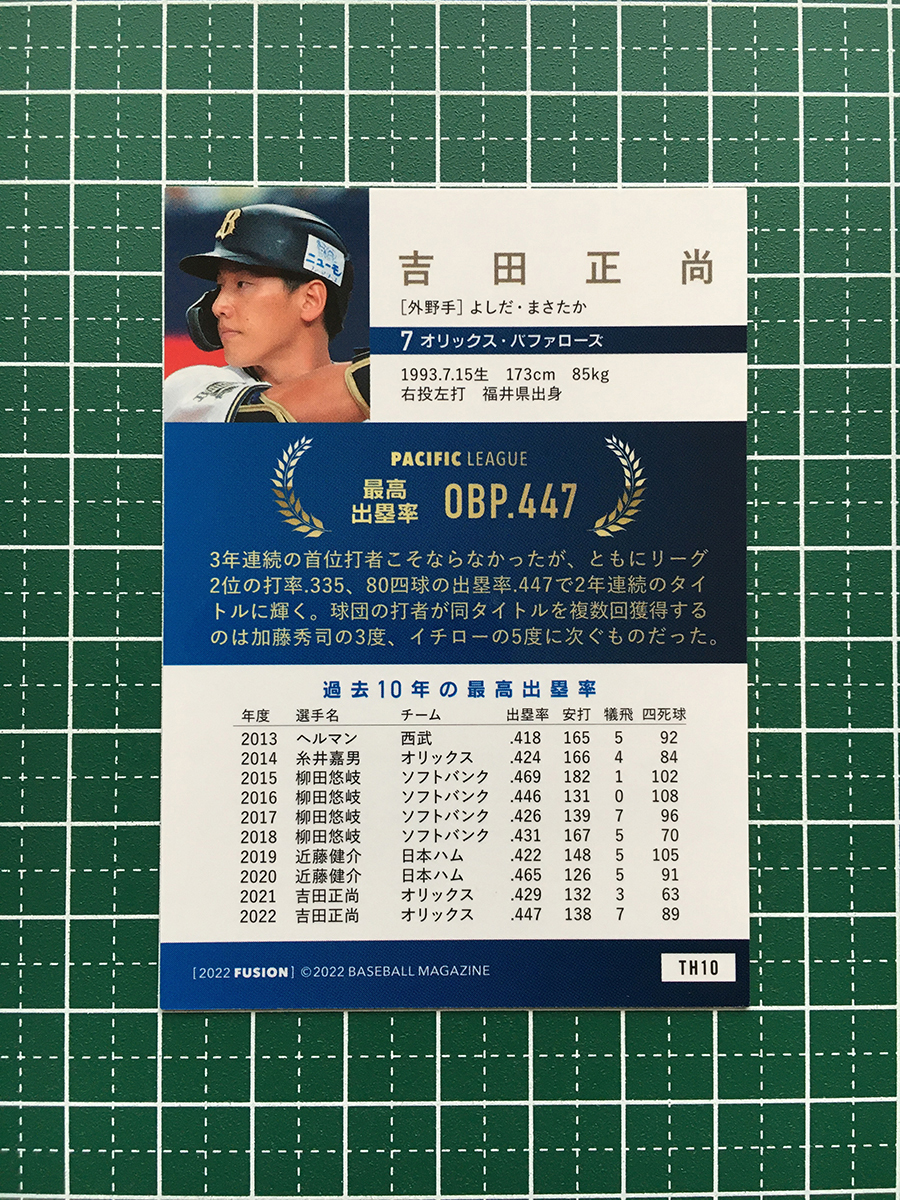 B
ニューモ
吉田正尚
[外野手] よしだ・まさたか
7 オリックス・バファローズ
1993.7.15生 173cm 85kg
右投左打 福井県出身
PACIFIC LEAGUE
最高
出塁率 OBP.447
3年連続の首位打者こそならなかったが、ともにリーグ
2位の打率.335、80四球の出塁率.447で2年連続のタイ
トルに輝く。球団の打者が同タイトルを複数回獲得する
のは加藤秀司の3度、イチローの5度に次ぐものだった。
過去10年の最高出塁率
年度 選手名 チーム 出塁率 安打 犠飛 四死球
2013 ヘルマン 西武 .418 165 5 92
2014 糸井嘉男 オリックス .424 166 4 84
2015 柳田悠岐 ソフトバンク .469 182 1 102
2016 柳田悠岐 ソフトバンク .446 131 0 108
2017 柳田悠岐 ソフトバンク .426 139 7 96
2018 柳田悠岐 ソフトバンク .431 167 5 70
2019 近藤健介 日本ハム .422 148 5 105
2020 近藤健介 日本ハム .465 126 5 91
2021 吉田正尚 オリックス .429 132 3 63
2022 吉田正尚 オリックス .447 138 7 89
[2022 FUSION] ©2022 BASEBALL MAGAZINE
TH10